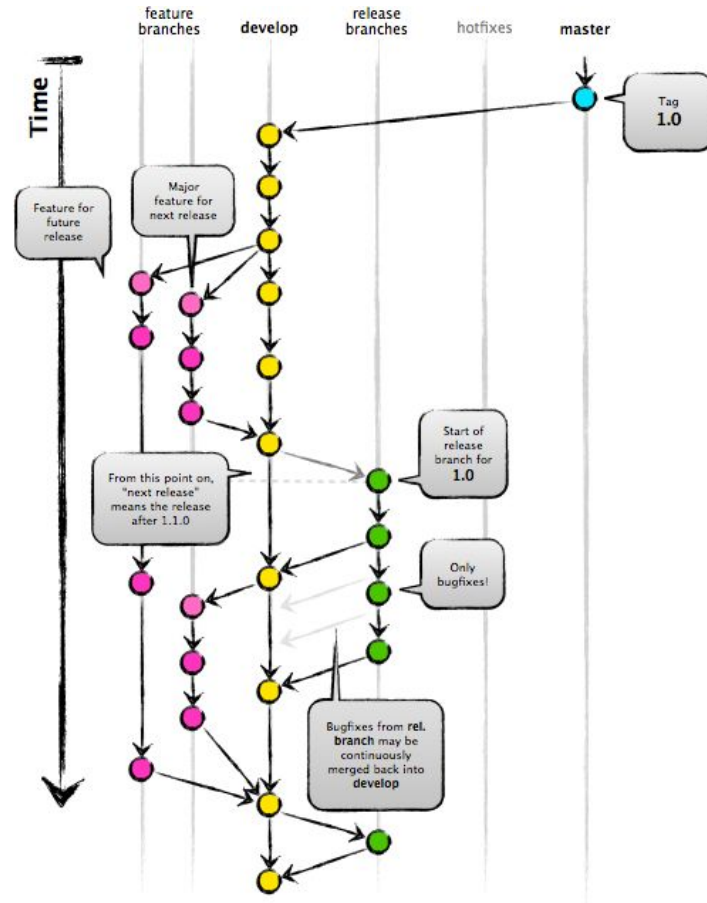 feature
branches
develop
release
branches
hotfixes
master
Time
Tag
1.0
Major
feature for
next release
Feature for
future
release
Start of
release
branch for
1.0
From this point on,
"next release"
means the release
after 1.1.0
Only
bugfixes!
Bugfixes from rel.
branch may be
continuously
merged back into
develop